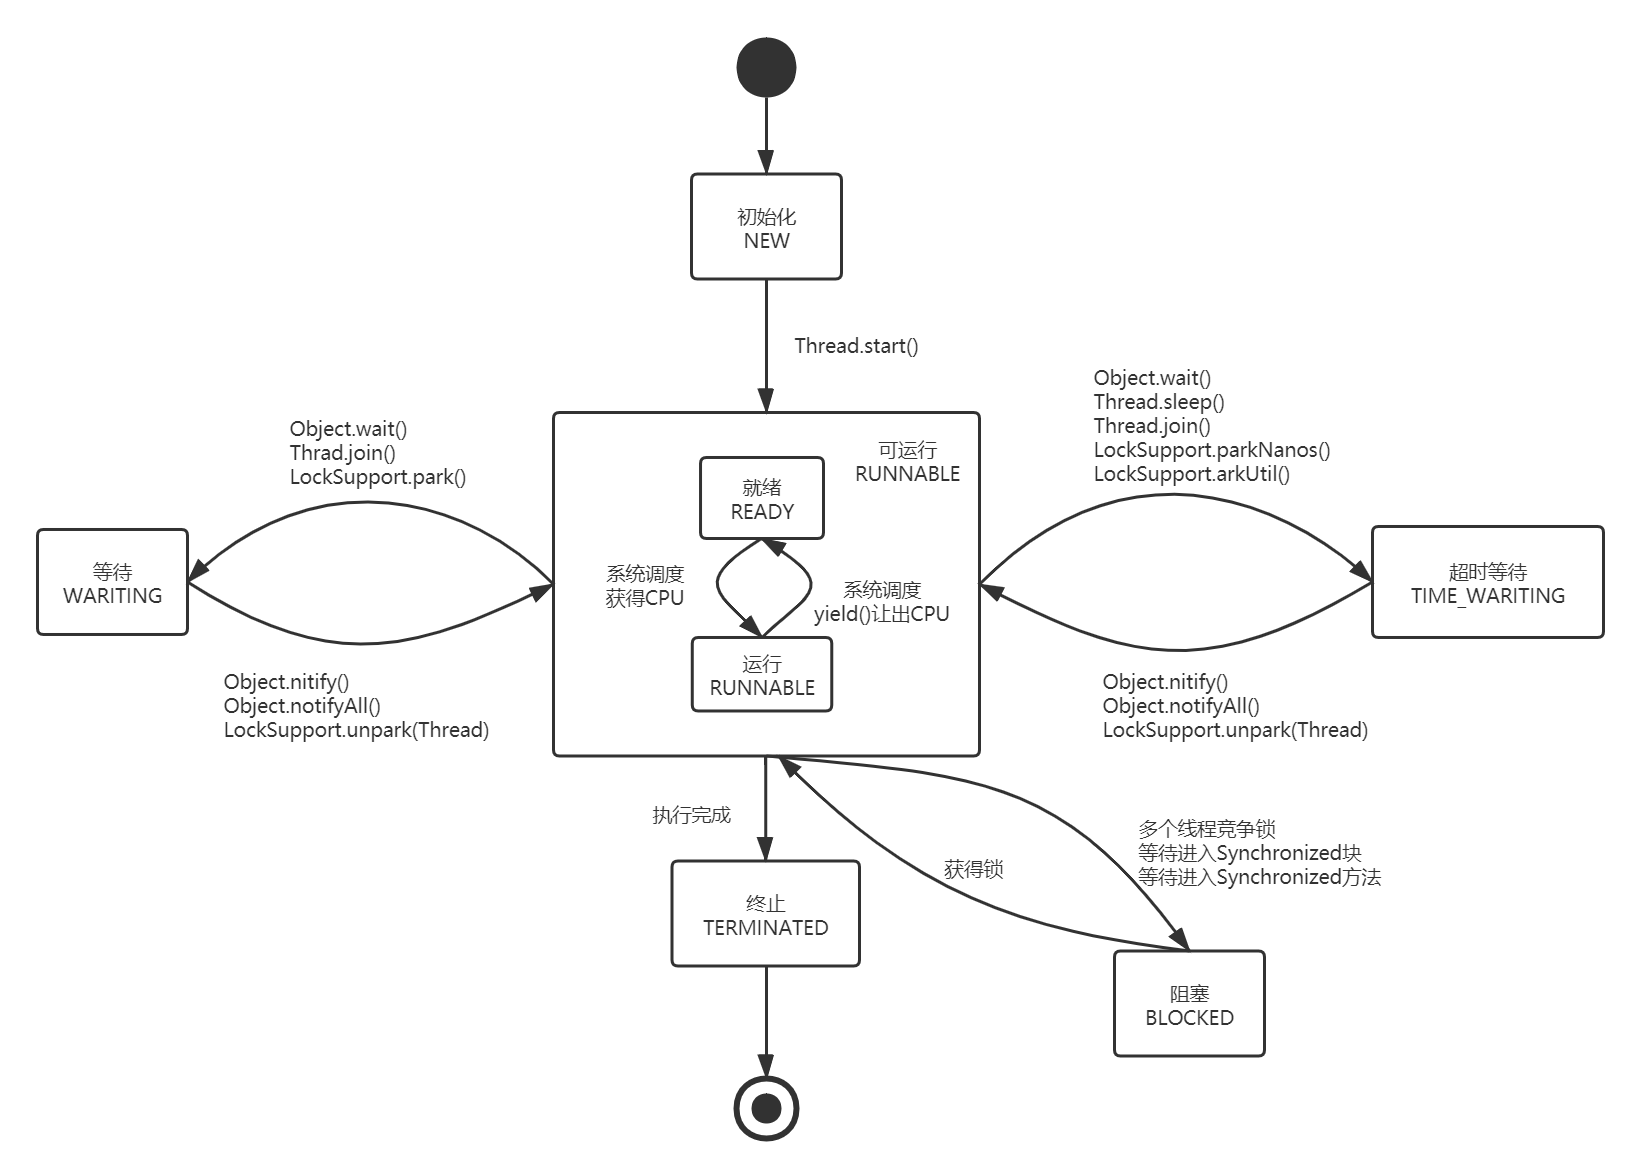 初始化
NEW
Thread.start()
Object.wait()
Thrad.join()
LockSupport.park()
可运行
RUNNABLE
就绪
READY
系统调度
获得CPU
系统调度
yield()让出CPU
运行
RUNNABLE
Object.wait()
Thread.sleep()
Thread.join()
LockSupport.parkNanos()
LockSupport.arkUtil()
等待
WARITING
超时等待
TIME_WARITING
Object.nitify()
Object.notifyAll()
LockSupport.unpark(Thread)
Object.nitify()
Object.notifyAll()
LockSupport.unpark(Thread)
执行完成
获得锁
多个线程竞争锁
等待进入Synchronized块
等待进入Synchronized方法
终止
TERMINATED
阻塞
BLOCKED